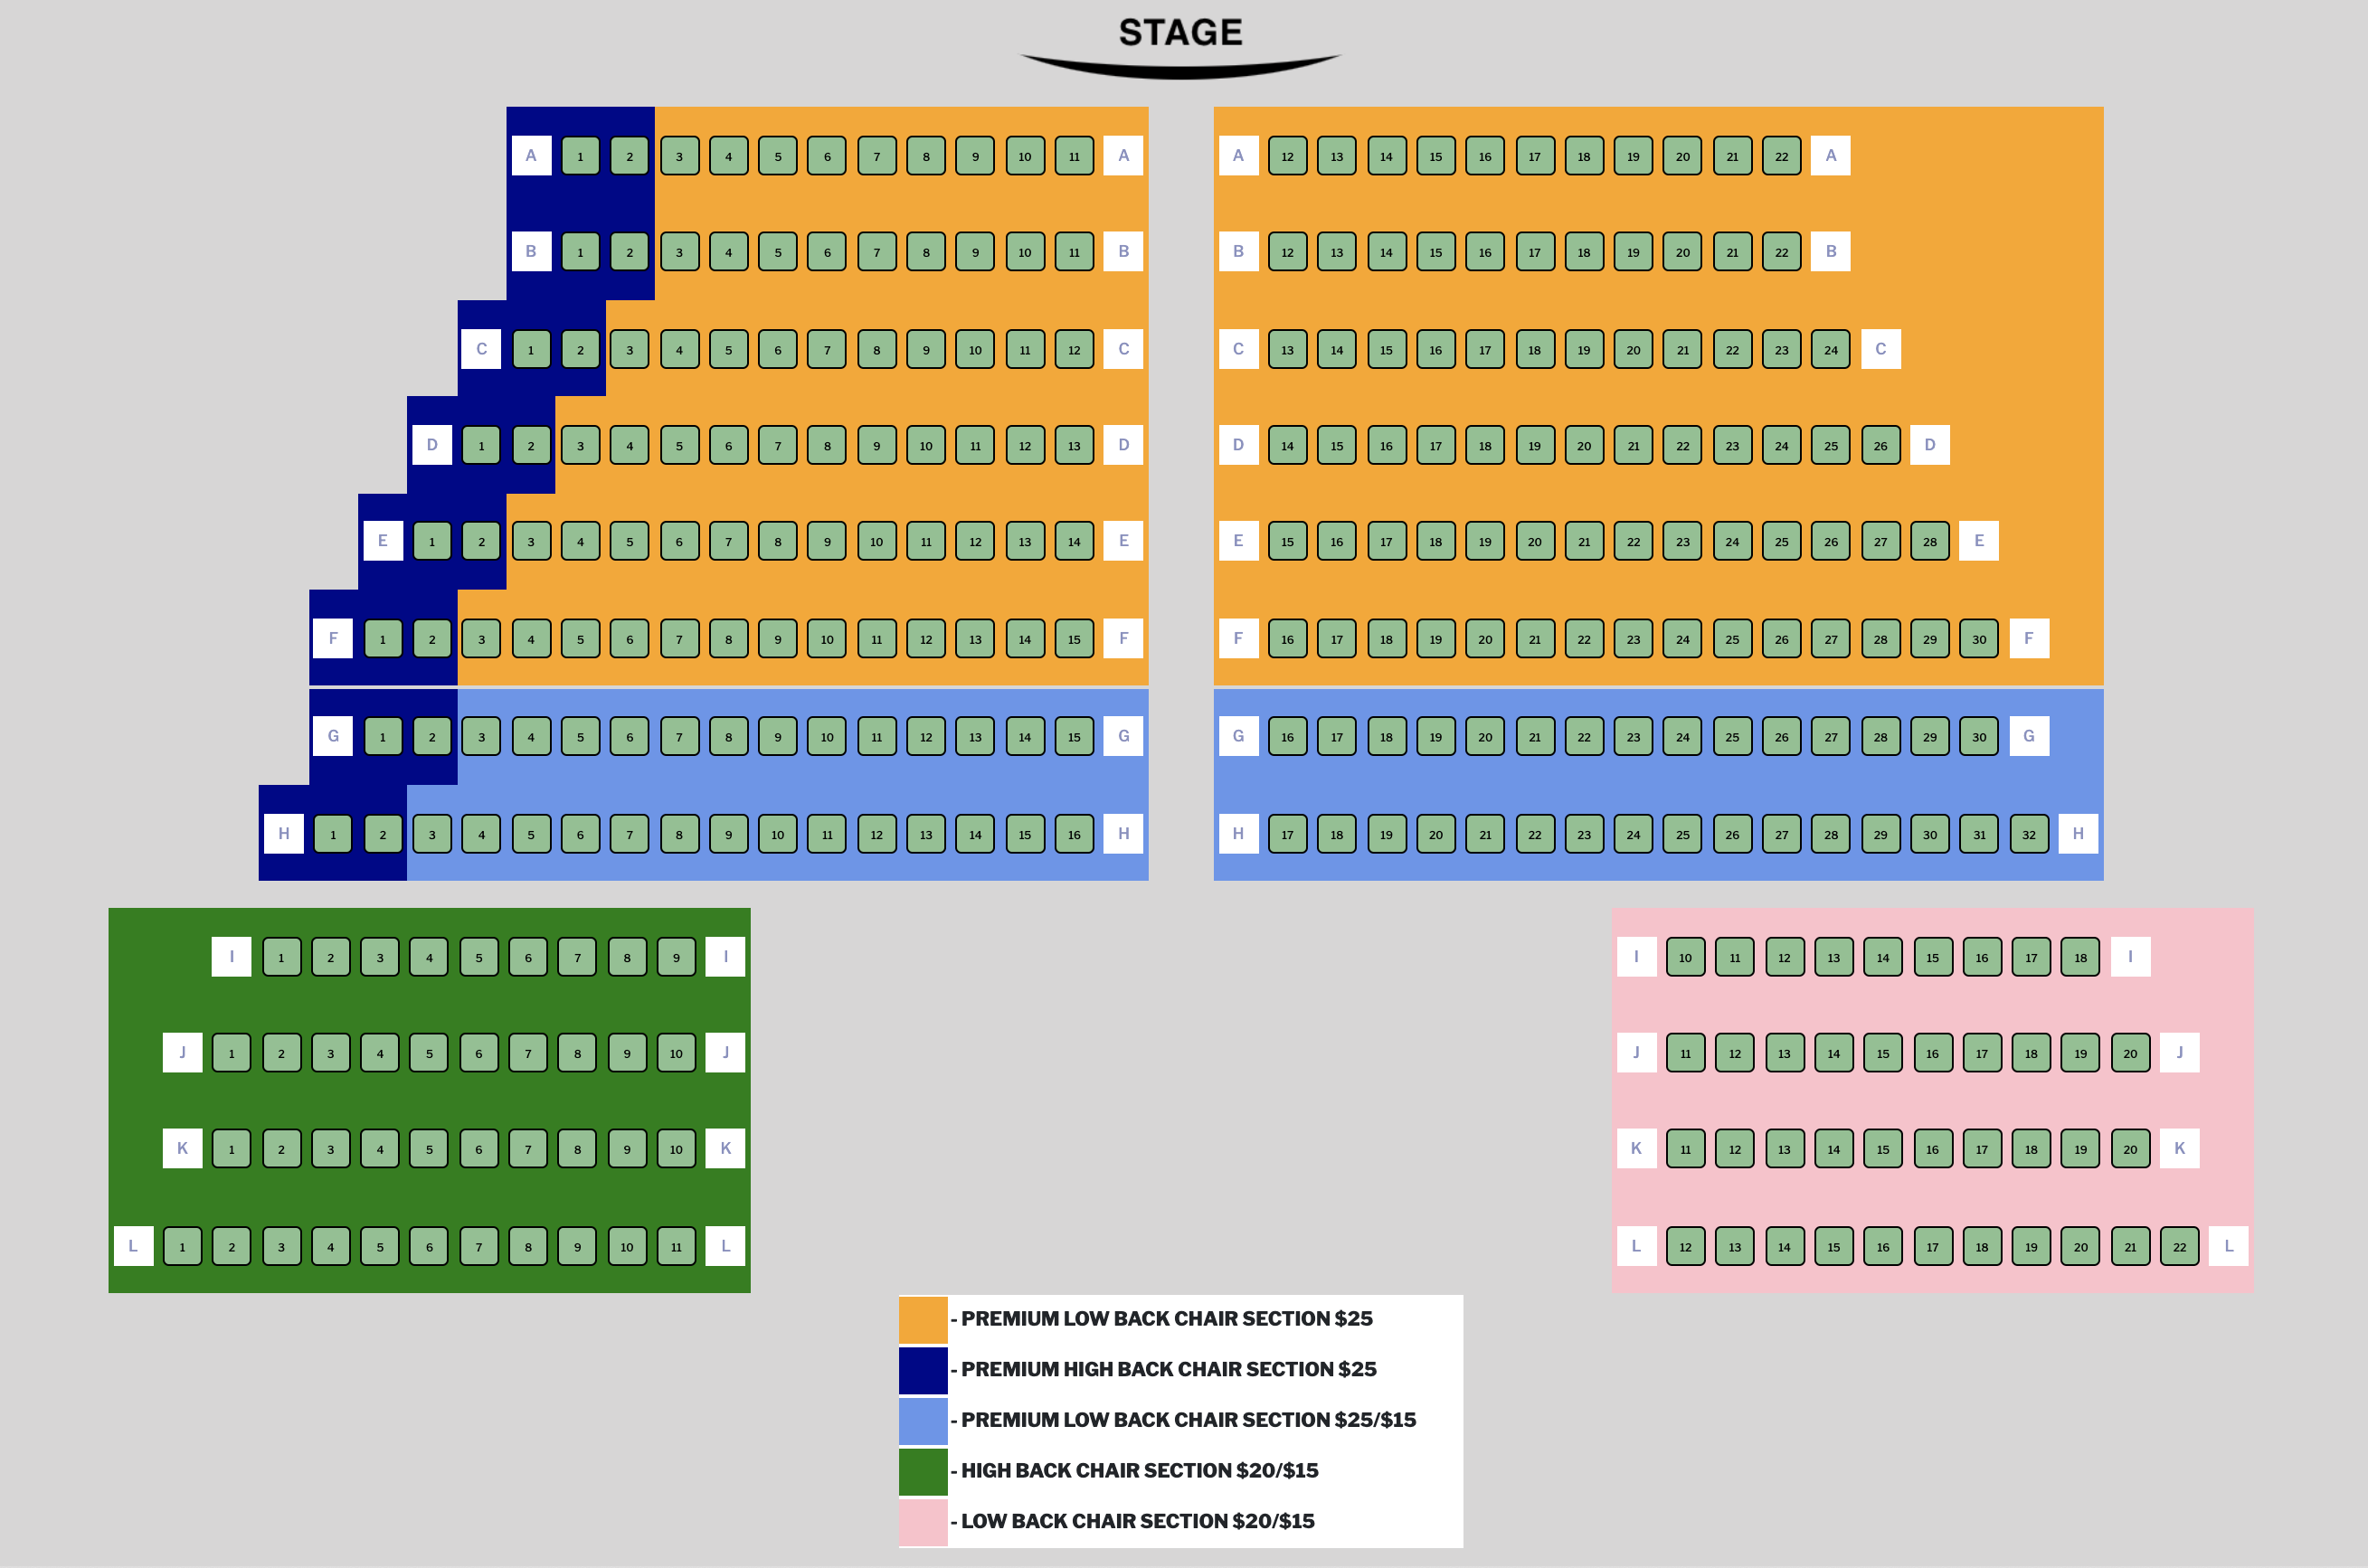 STAGE
A 1 2 3 4 5 6 7 8 9 10 11 A A 12 13 14 15 16 17 18 19 20 21 22 A
B 1 2 3 4 5 6 7 8 9 10 11 B B 12 13 14 15 16 17 18 19 20 21 22 B
C 1 2 3 4 5 6 7 8 9 10 11 12 C C 13 14 15 16 17 18 19 20 21 22 23 24 C
D 1 2 3 4 5 6 7 8 9 10 11 12 13 D D 14 15 16 17 18 19 20 21 22 23 24 25 26 D
E 1 2 3 4 5 6 7 8 9 10 11 12 13 14 E E 15 16 17 18 19 20 21 22 23 24 25 26 27 28 E
F 1 2 3 4 5 6 7 8 9 10 11 12 13 14 15 F F 16 17 18 19 20 21 22 23 24 25 26 27 28 29 30 F
G 1 2 3 4 5 6 7 8 9 10 11 12 13 14 15 G G 16 17 18 19 20 21 22 23 24 25 26 27 28 29 30 G
H 1 2 3 4 5 6 7 8 9 10 11 12 13 14 15 16 H H 17 18 19 20 21 22 23 24 25 26 27 28 29 30 31 32 H
I 1 2 3 4 5 6 7 8 9 I I 10 11 12 13 14 15 16 17 18 I
J 1 2 3 4 5 6 7 8 9 10 J J 11 12 13 14 15 16 17 18 19 20 J
K 1 2 3 4 5 6 7 8 9 10 K K 11 12 13 14 15 16 17 18 19 20 K
L 1 2 3 4 5 6 7 8 9 10 11 L L 12 13 14 15 16 17 18 19 20 21 22 L
- PREMIUM LOW BACK CHAIR SECTION $25
- PREMIUM HIGH BACK CHAIR SECTION $25
- PREMIUM LOW BACK CHAIR SECTION $25/$15
- HIGH BACK CHAIR SECTION $20/$15
- LOW BACK CHAIR SECTION $20/$15